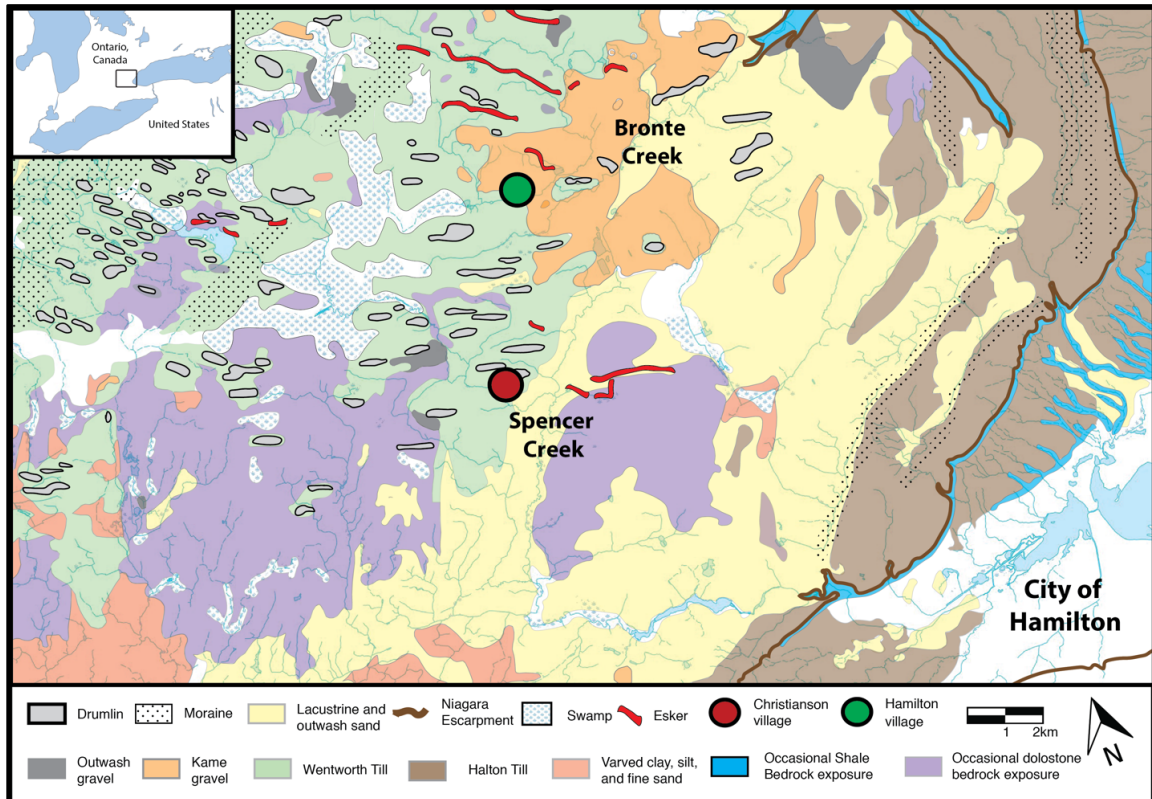 Ontario,
Canada
United States
Bronte
Creek
Spencer
Creek
City of
Hamilton
Drumlin
Moraine
Lacustrine and
outwash sand
Niagara
Escarpment
Swamp
Esker
Christianson
village
Hamilton
village
1 2km
N
Outwash
gravel
Kame
gravel
Wentworth Till
Halton Till
Varved clay, silt,
and fine sand
Occasional Shale
Bedrock exposure
Occasional dolostone
bedrock exposure